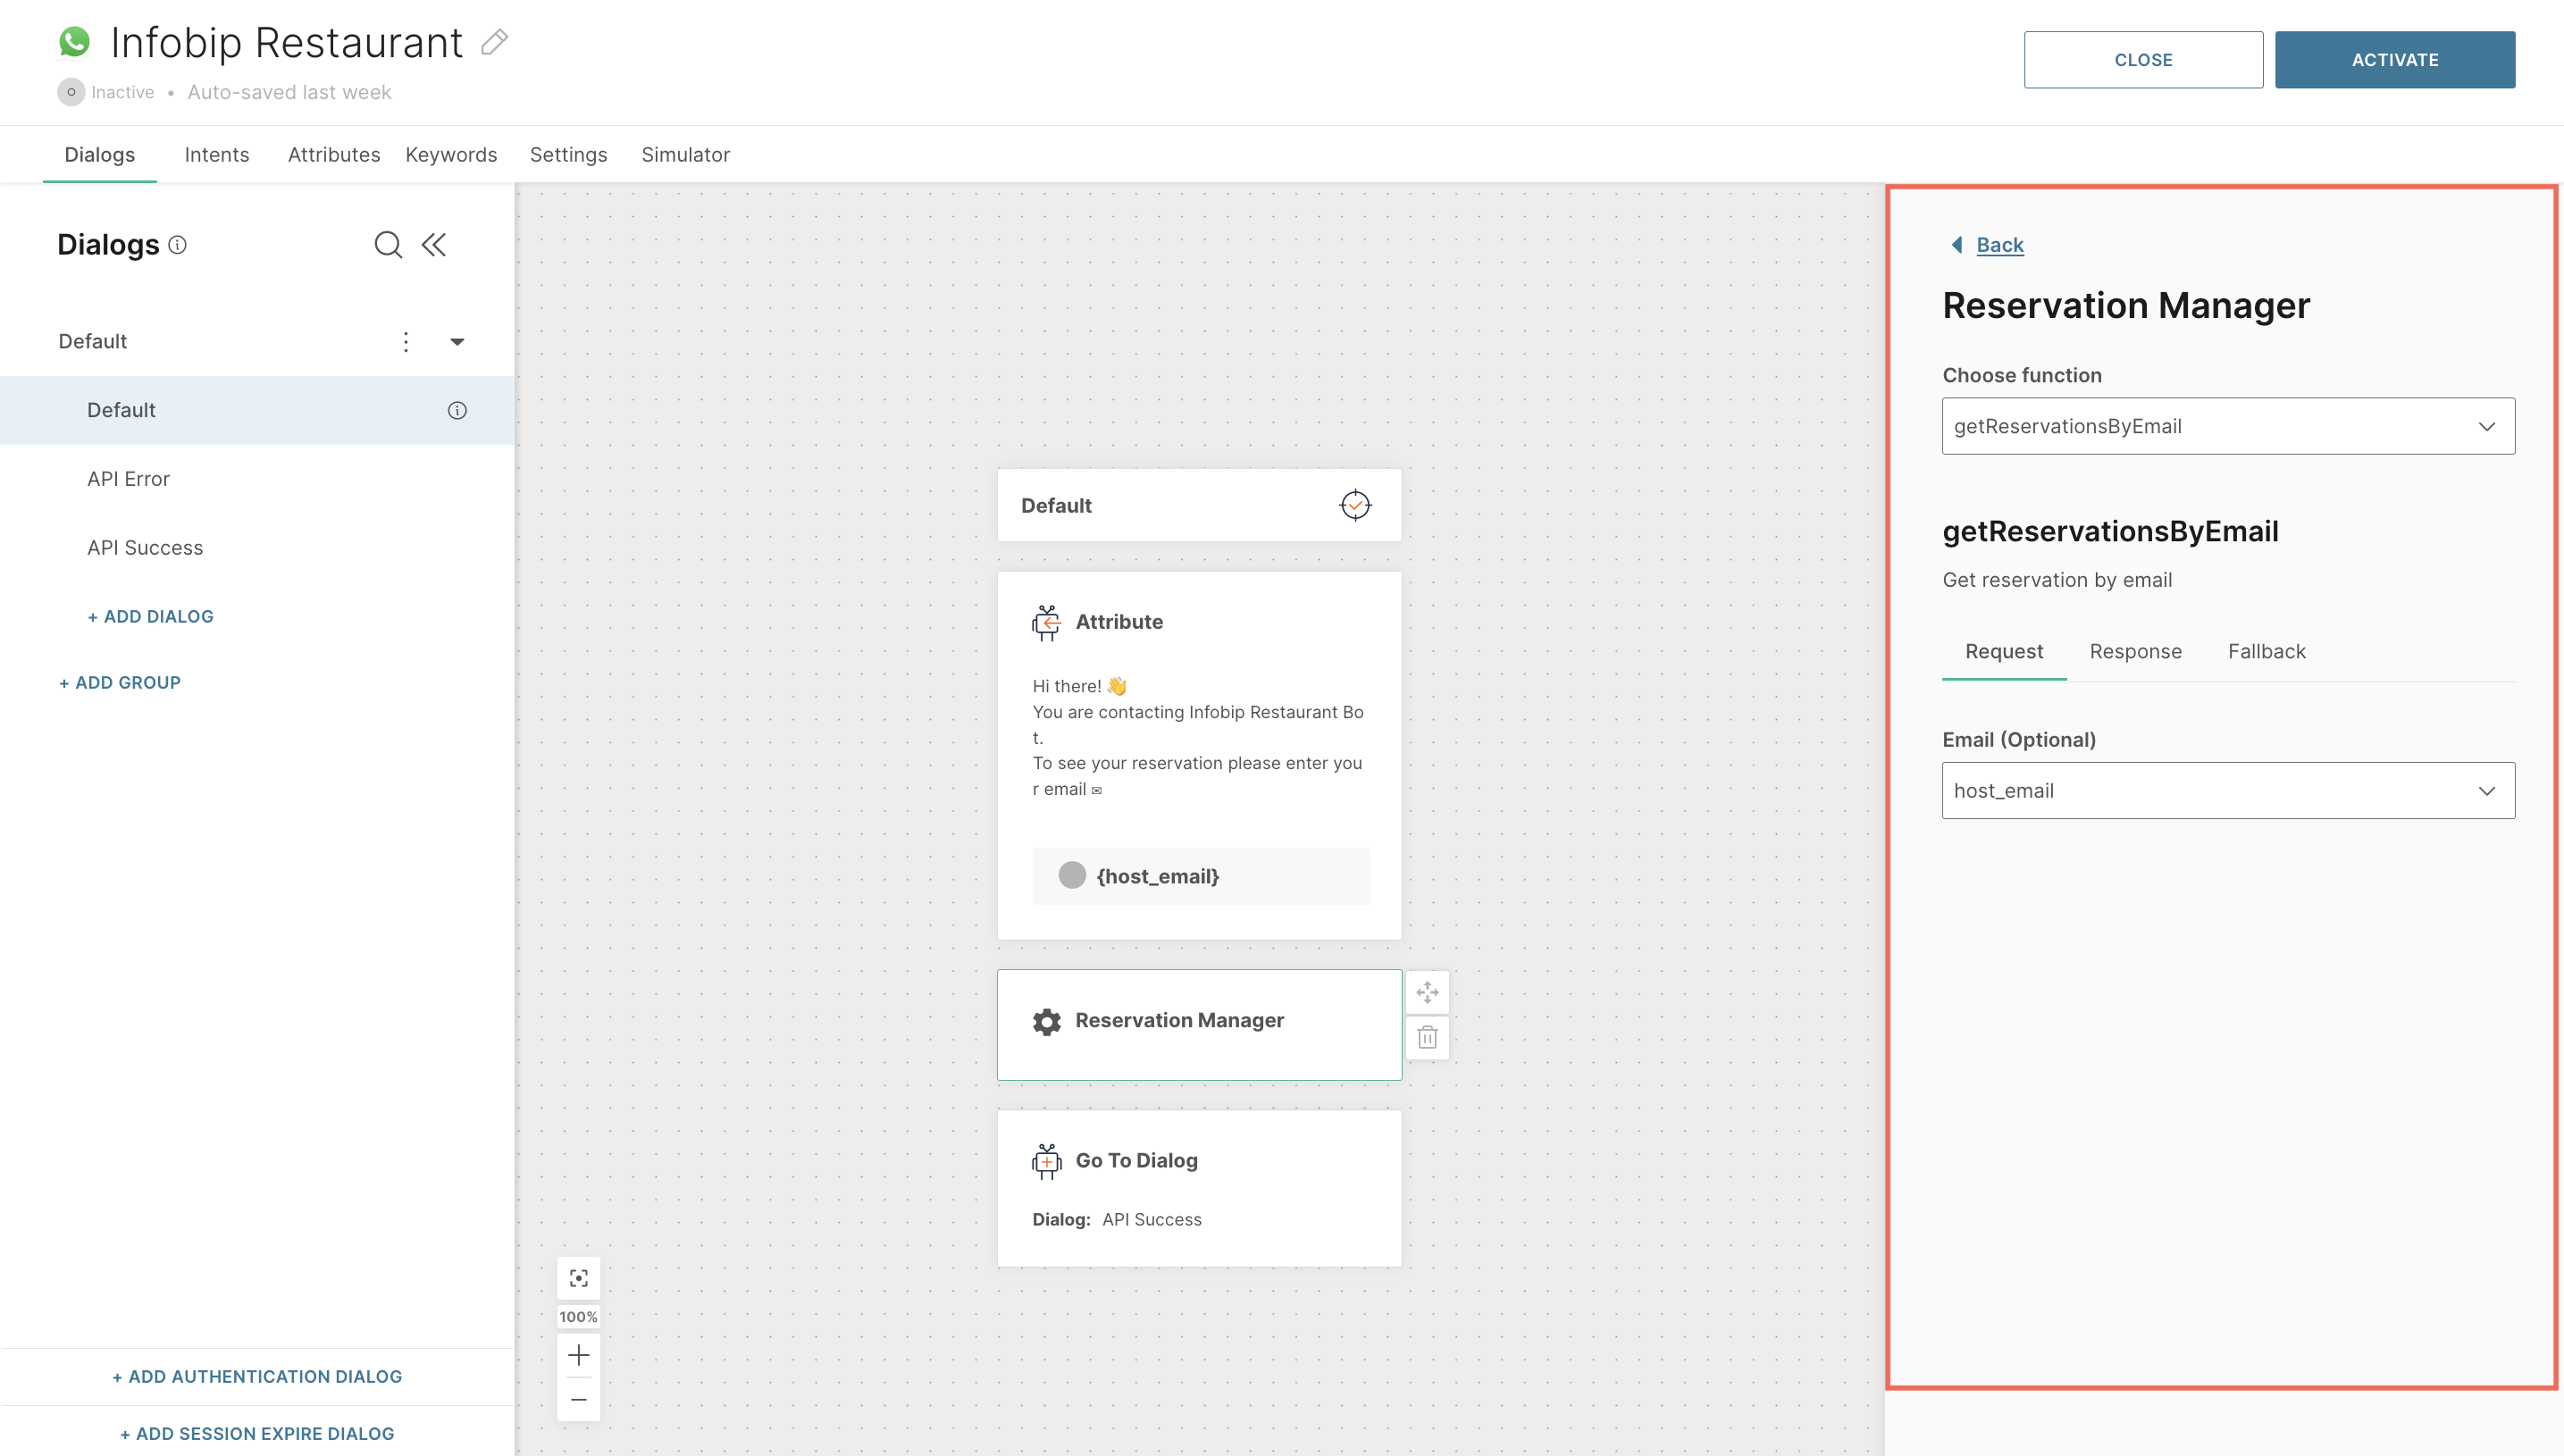 Infobip Restaurant
Inactive • Auto-saved last week
CLOSE
ACTIVATE
Dialogs
Intents
Attributes
Keywords
Settings
Simulator
Dialogs
Default
Default
API Error
API Success
+ ADD DIALOG
+ ADD GROUP
+ ADD AUTHENTICATION DIALOG
+ ADD SESSION EXPIRE DIALOG
Default
Attribute
Hi there! 👋
You are contacting Infobip Restaurant Bo
t.
To see your reservation please enter you
r email ✉
{host_email}
Reservation Manager
Go To Dialog
Dialog: API Success
100%
Back
Reservation Manager
Choose function
getReservationsByEmail
getReservationsByEmail
Get reservation by email
Request
Response
Fallback
Email (Optional)
host_email